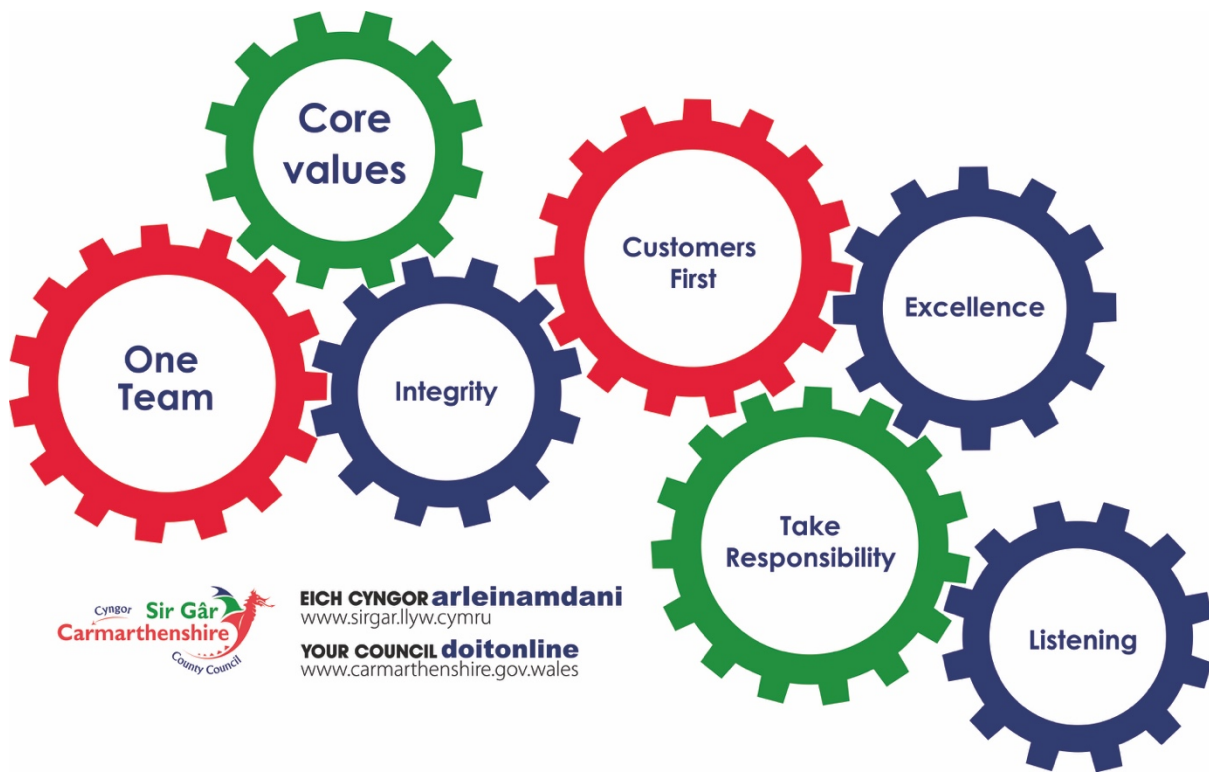 Core
values
One
Team
Integrity
Customers
First
Excellence
Take
Responsibility
Listening
Cyngor Sir Gâr
Carmarthenshire
County Council
EICH CYNGOR arleinamdani
www.sirgar.llyw.cymru
YOUR COUNCIL doitonline
www.carmarthenshire.gov.wales